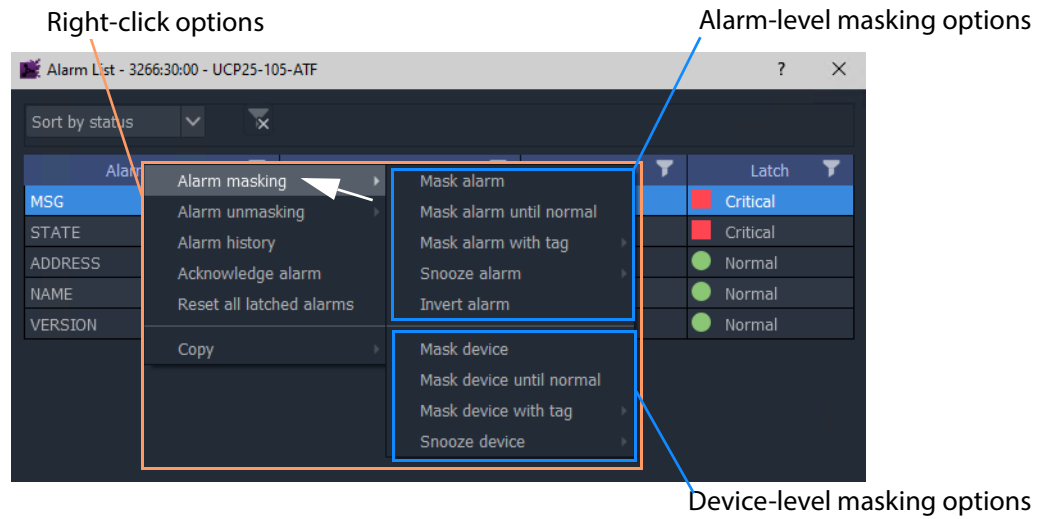 Right-click options
Alarm-level masking options
Alarm List - 3266:30:00 - UCP25-105-ATF ? ×
Sort by status
Alarm Latch
MSG Critical
STATE Critical
ADDRESS Normal
NAME Normal
VERSION Normal
Alarm masking
Alarm unmasking
Alarm history
Acknowledge alarm
Reset all latched alarms
Copy
Mask alarm
Mask alarm until normal
Mask alarm with tag
Snooze alarm
Invert alarm
Mask device
Mask device until normal
Mask device with tag
Snooze device
Device-level masking options